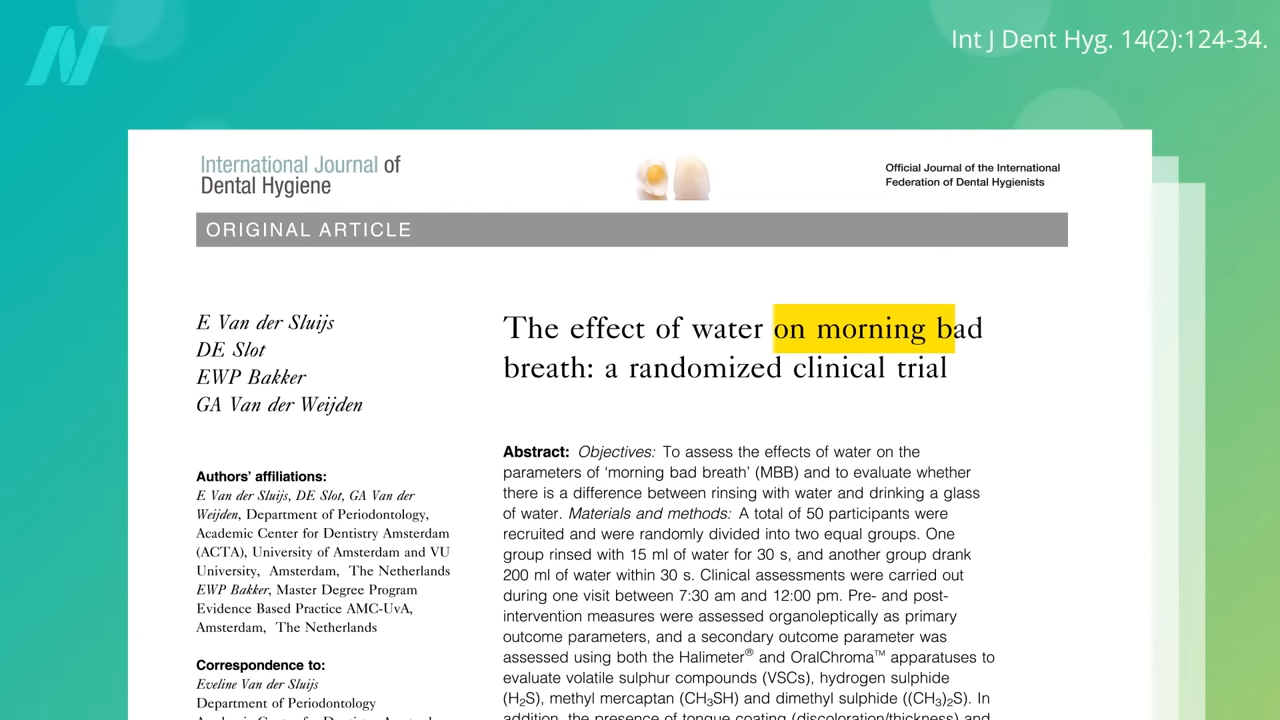 Int J Dent Hyg. 14(2):124-34.
International Journal of
Dental Hygiene
Official Journal of the International
Federation of Dental Hygienists
ORIGINAL ARTICLE
E Van der Sluijs
DE Slot
EWP Bakker
GA Van der Weijden
The effect of water on morning bad
breath: a randomized clinical trial
Authors' affiliations:
E Van der Sluijs, DE Slot, GA Van der
Weijden, Department of Periodontology,
Academic Center for Dentistry Amsterdam
(ACTA), University of Amsterdam and VU
University, Amsterdam, The Netherlands
EWP Bakker, Master Degree Program
Evidence Based Practice AMC-UvA,
Amsterdam, The Netherlands
Correspondence to:
Eveline Van der Sluijs
Department of Periodontology
Abstract: Objectives: To assess the effects of water on the
parameters of 'morning bad breath' (MBB) and to evaluate whether
there is a difference between rinsing with water and drinking a glass
of water. Materials and methods: A total of 50 participants were
recruited and were randomly divided into two equal groups. One
group rinsed with 15 ml of water for 30 s, and another group drank
200 ml of water within 30 s. Clinical assessments were carried out
during one visit between 7:30 am and 12:00 pm. Pre- and post-
intervention measures were assessed organoleptically as primary
outcome parameters, and a secondary outcome parameter was
assessed using both the Halimeter® and OralChroma™ apparatuses to
evaluate volatile sulphur compounds (VSCs), hydrogen sulphide
(H₂S), methyl mercaptan (CH₃SH) and dimethyl sulphide ((CH₃)₂S). In
addition, the presence of tongue coating (discoloration/thickness) and